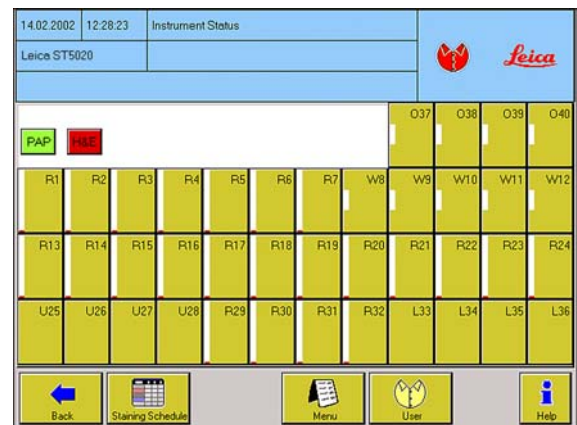 14.02.2002 12:28:23 Instrument Status
Leica ST5020
Leica
O37 O38 O39 O40
PAP H&E
R1 R2 R3 R4 R5 R6 R7 W8 W9 W10 W11 W12
R13 R14 R15 R16 R17 R18 R19 R20 R21 R22 R23 R24
U25 U26 U27 U28 R29 R30 R31 R32 L33 L34 L35 L36
Back Staining Schedule Menu User Help